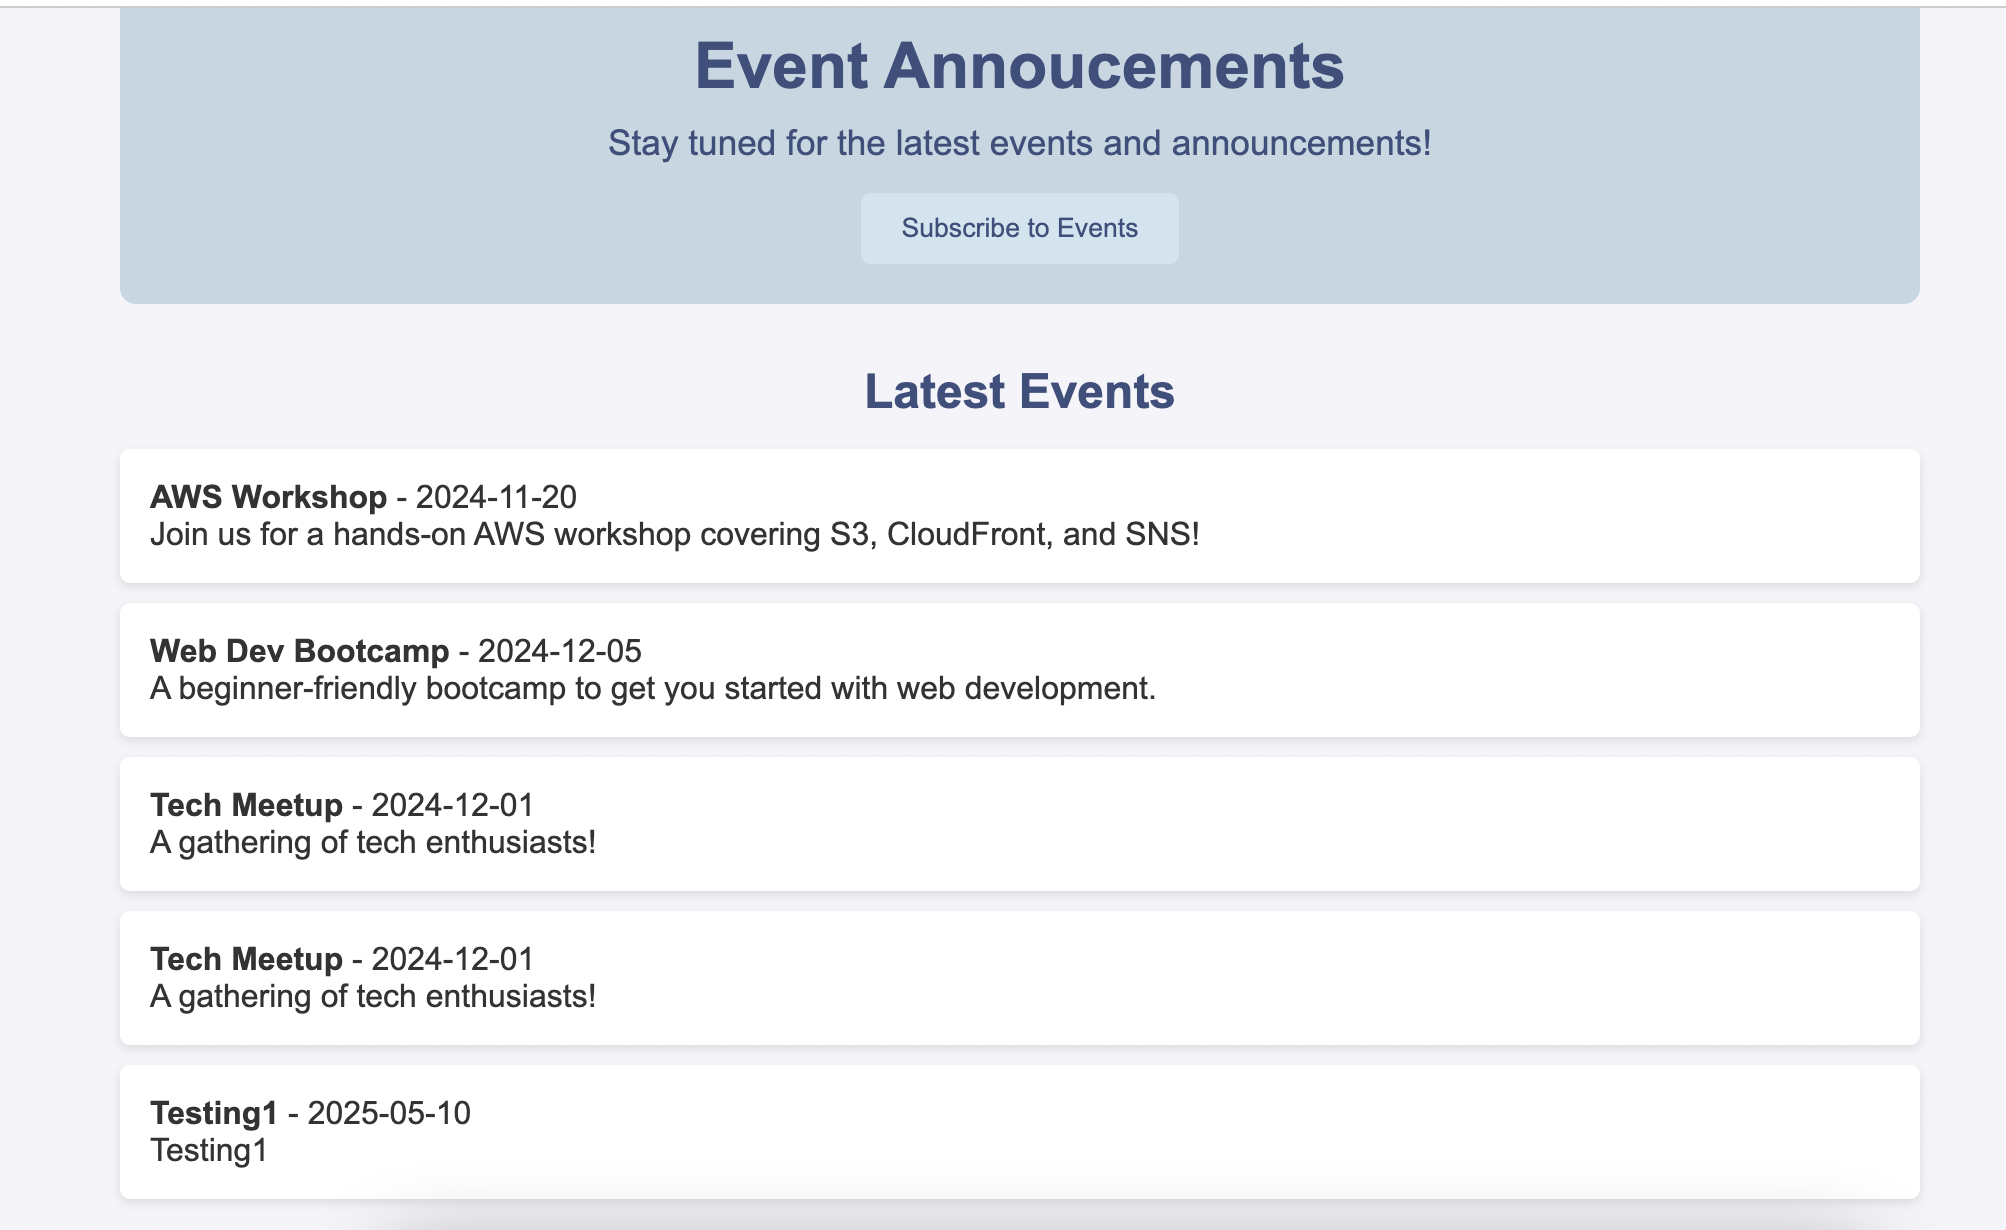 Event Annoucements
Stay tuned for the latest events and announcements!
Subscribe to Events
Latest Events
AWS Workshop - 2024-11-20
Join us for a hands-on AWS workshop covering S3, CloudFront, and SNS!
Web Dev Bootcamp - 2024-12-05
A beginner-friendly bootcamp to get you started with web development.
Tech Meetup - 2024-12-01
A gathering of tech enthusiasts!
Tech Meetup - 2024-12-01
A gathering of tech enthusiasts!
Testing1 - 2025-05-10
Testing1